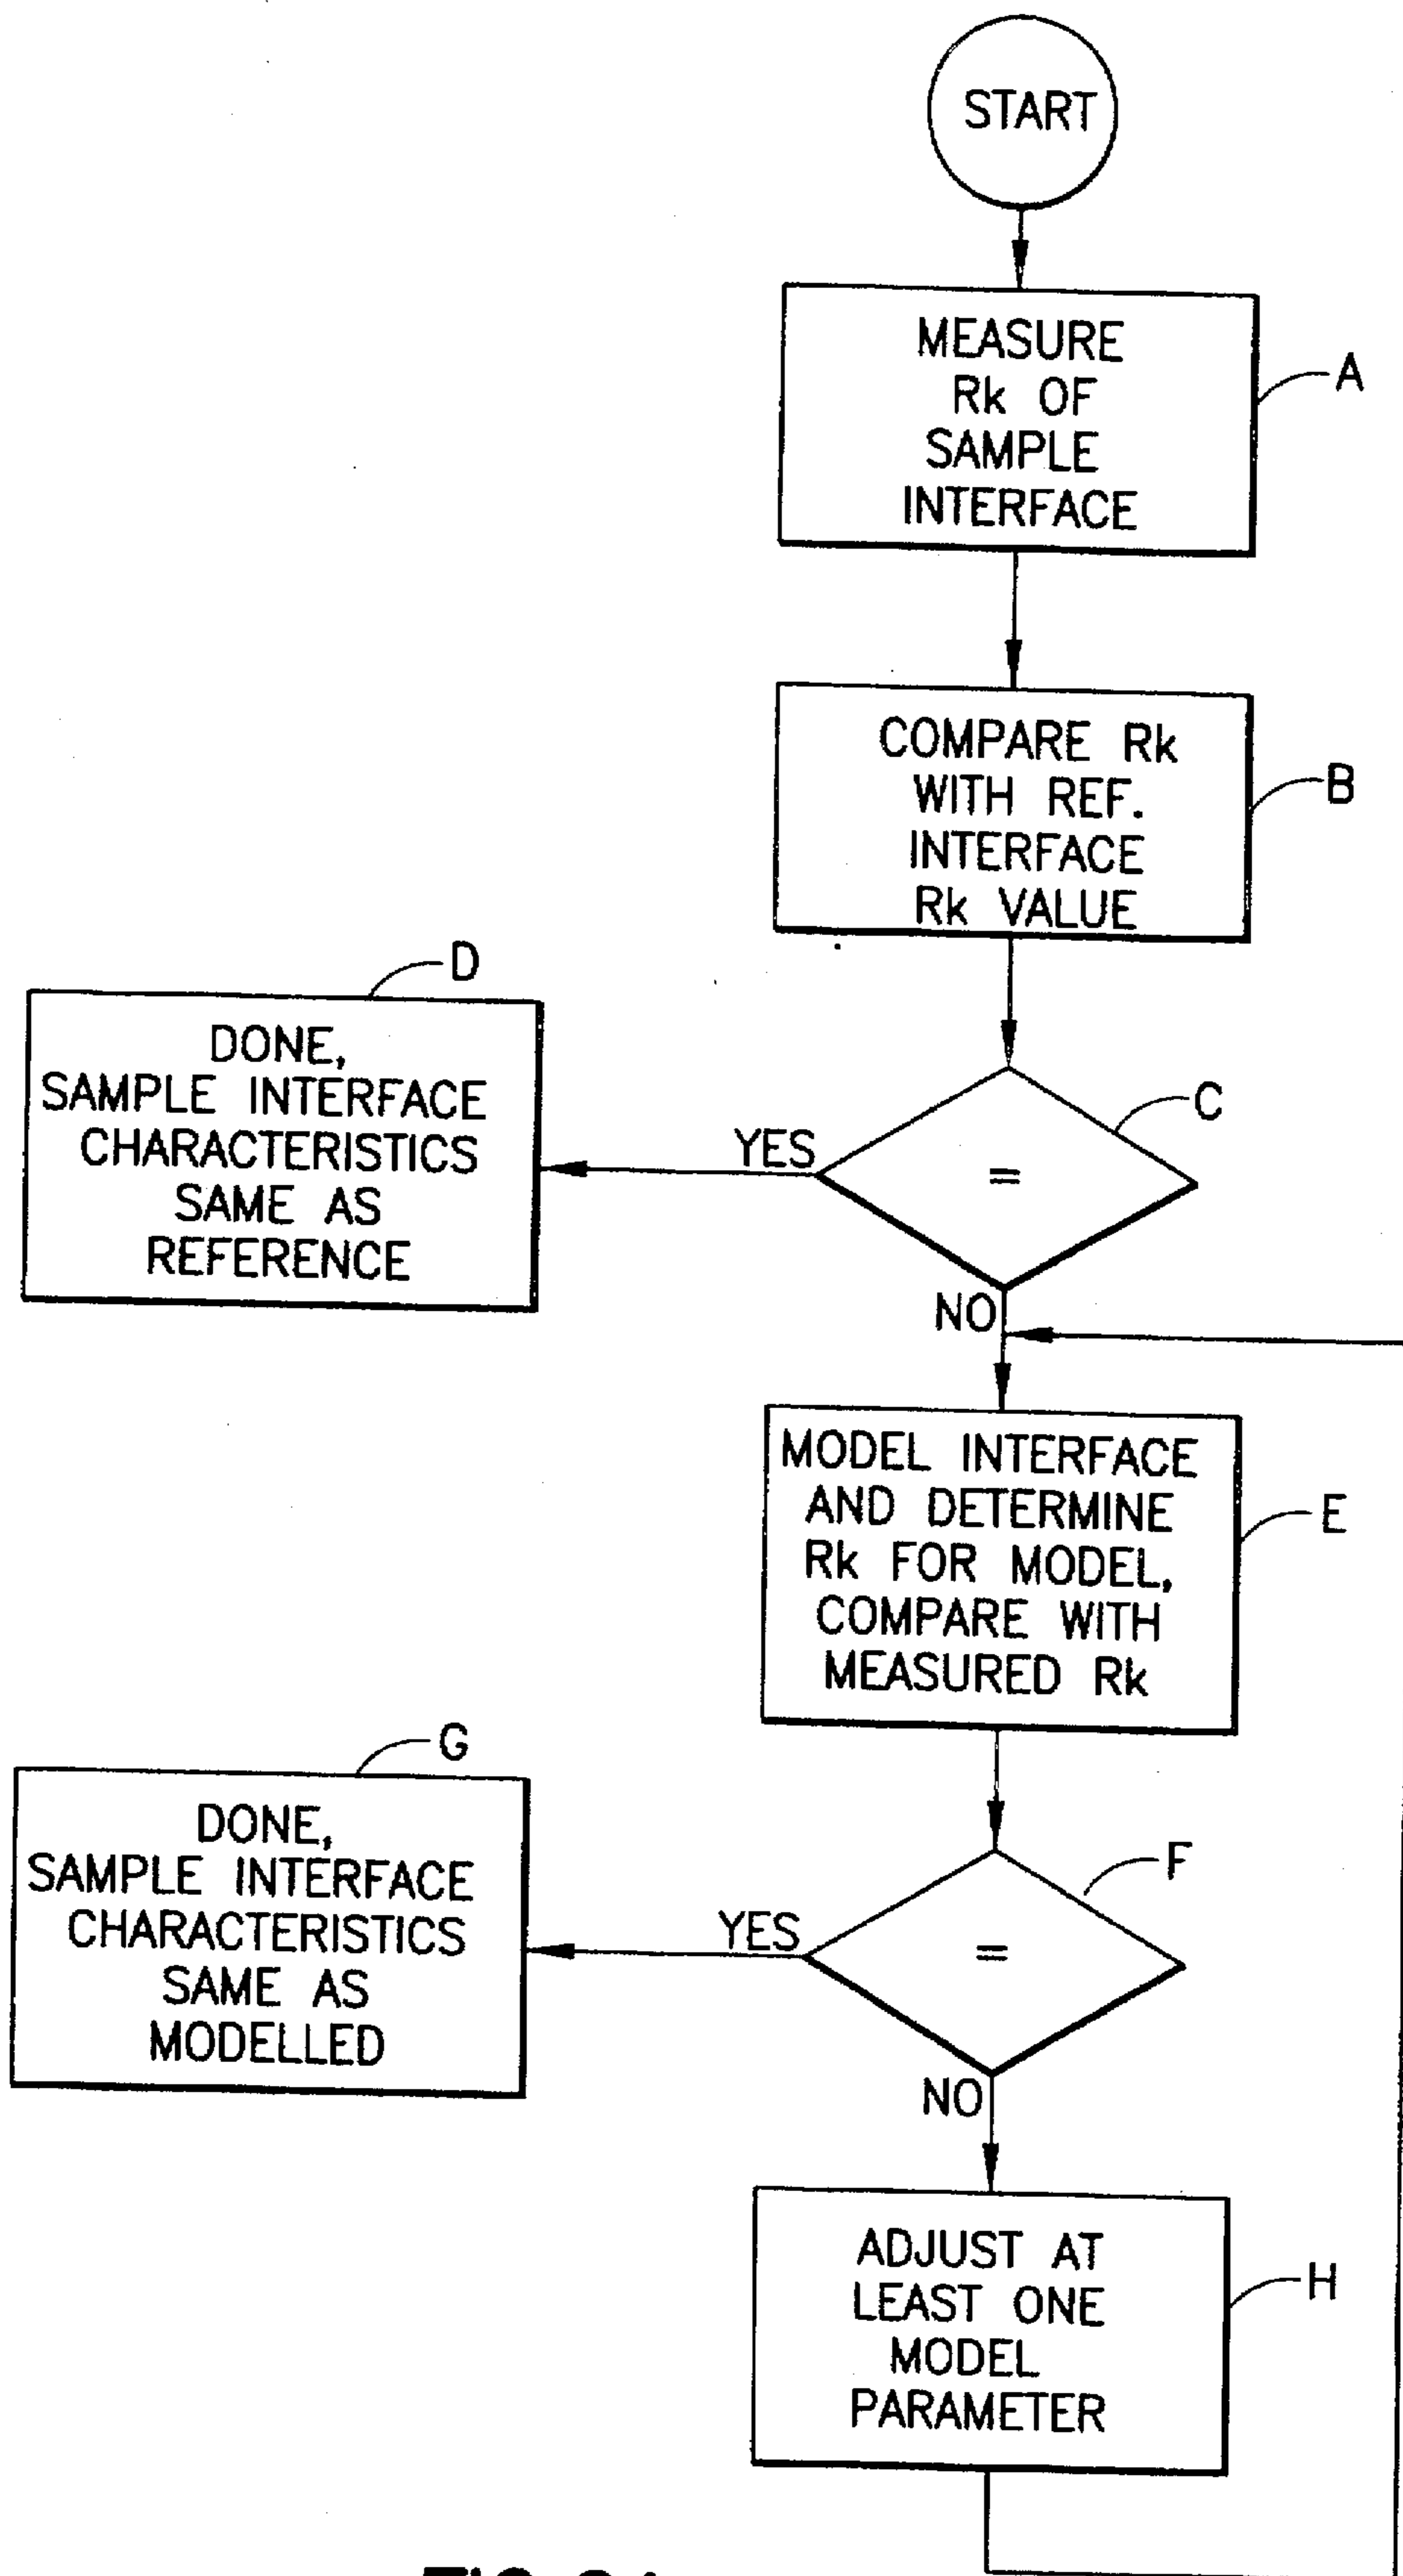 START
MEASURE
Rk OF
SAMPLE
INTERFACE
A
COMPARE Rk
WITH REF.
INTERFACE
Rk VALUE
B
D
DONE,
SAMPLE INTERFACE
CHARACTERISTICS
SAME AS
REFERENCE
YES
=
C
NO
MODEL INTERFACE
AND DETERMINE
Rk FOR MODEL,
COMPARE WITH
MEASURED Rk
E
G
DONE,
SAMPLE INTERFACE
CHARACTERISTICS
SAME AS
MODELLED
YES
=
F
NO
ADJUST AT
LEAST ONE
MODEL
PARAMETER
H